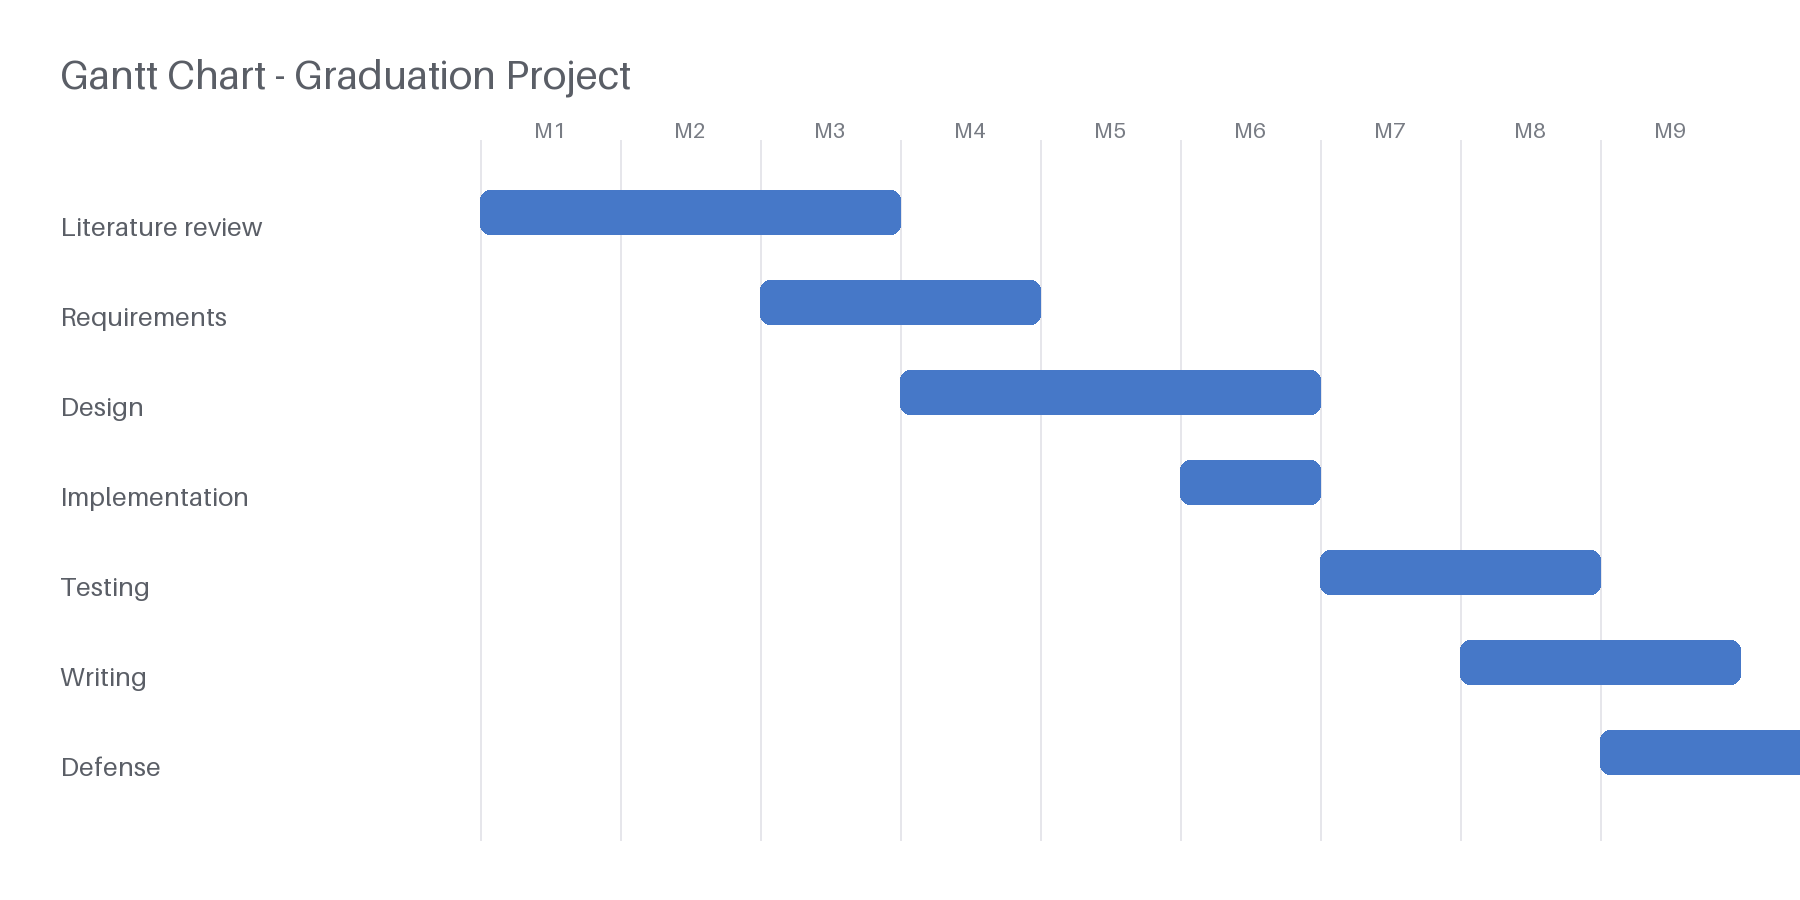 Gantt Chart - Graduation Project
M1 M2 M3 M4 M5 M6 M7 M8 M9
Literature review
Requirements
Design
Implementation
Testing
Writing
Defense